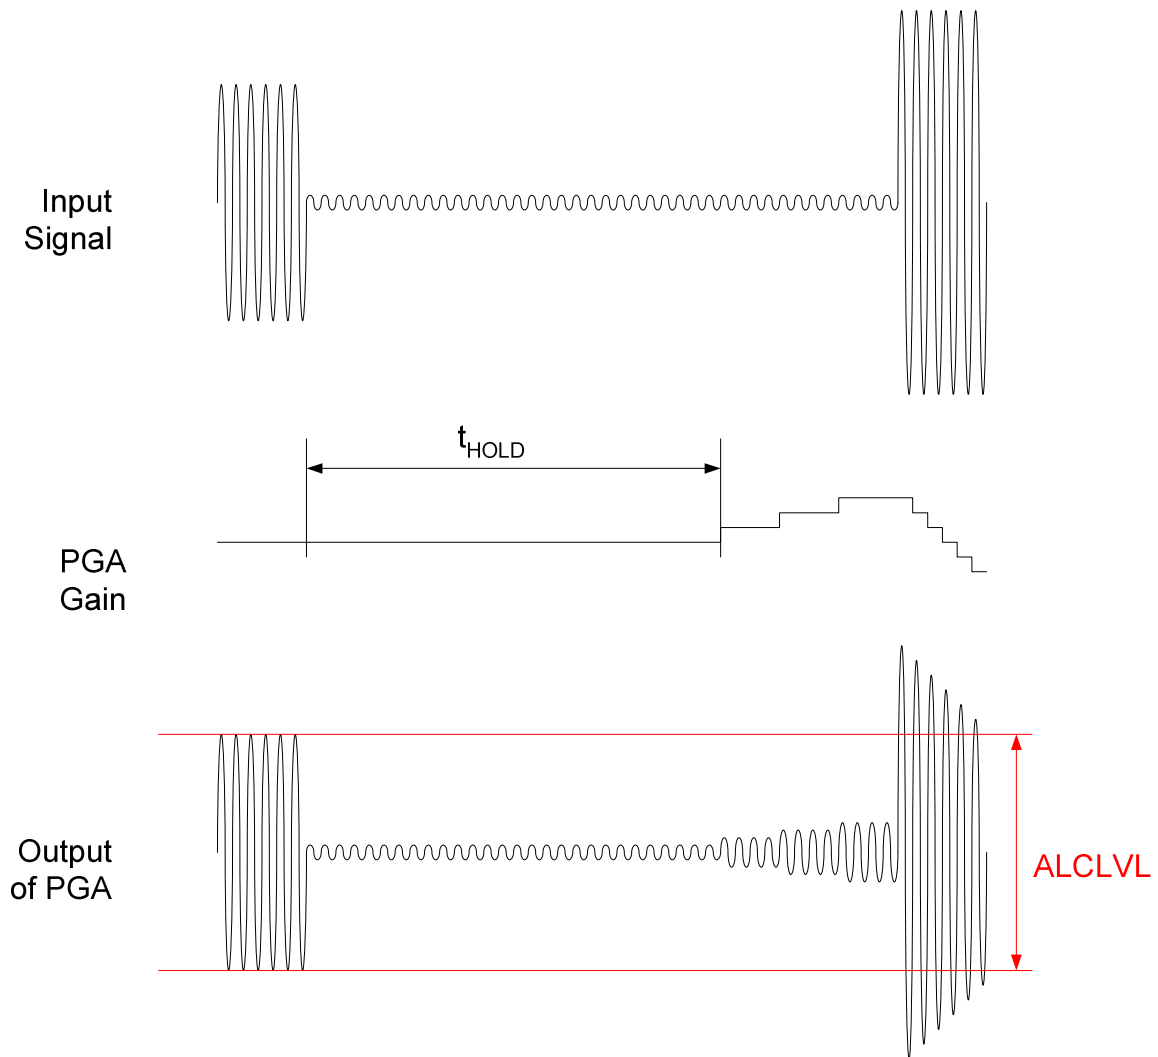 Input
Signal
tHOLD
PGA
Gain
Output
of PGA
ALCLVL